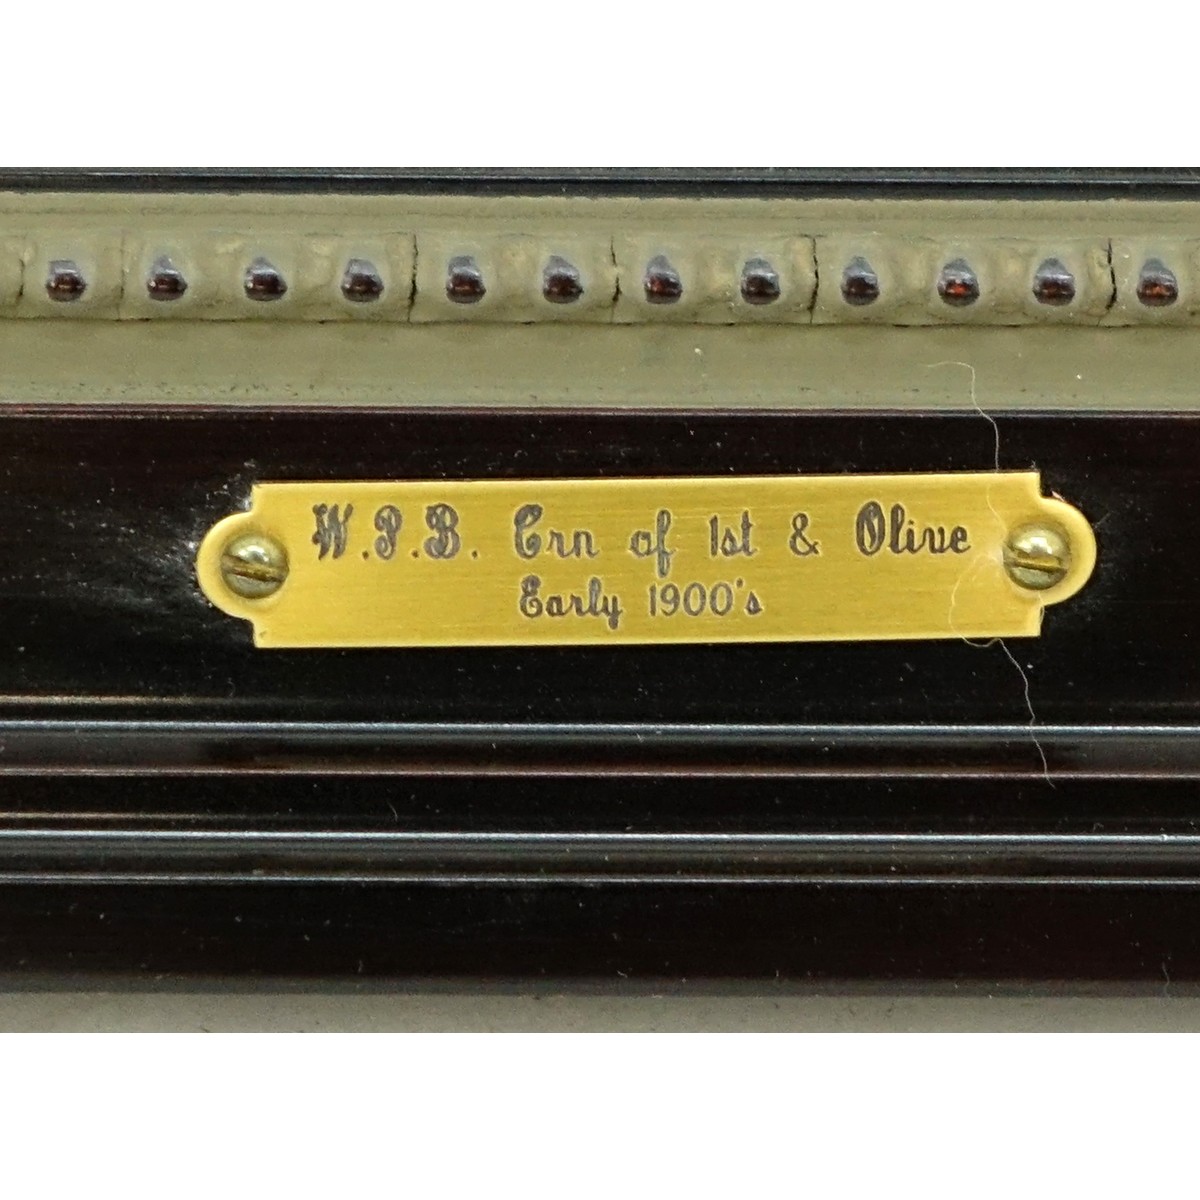 W.P.B. Crn of 1st & Olive
Early 1900's